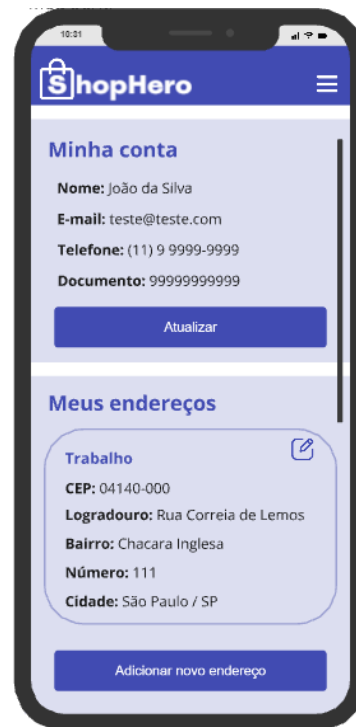 10:31
ShopHero
Minha conta
Nome: João da Silva
E-mail: teste@teste.com
Telefone: (11) 9 9999-9999
Documento: 99999999999
Atualizar
Meus endereços
Trabalho
CEP: 04140-000
Logradouro: Rua Correia de Lemos
Bairro: Chacara Inglesa
Número: 111
Cidade: São Paulo / SP
Adicionar novo endereço